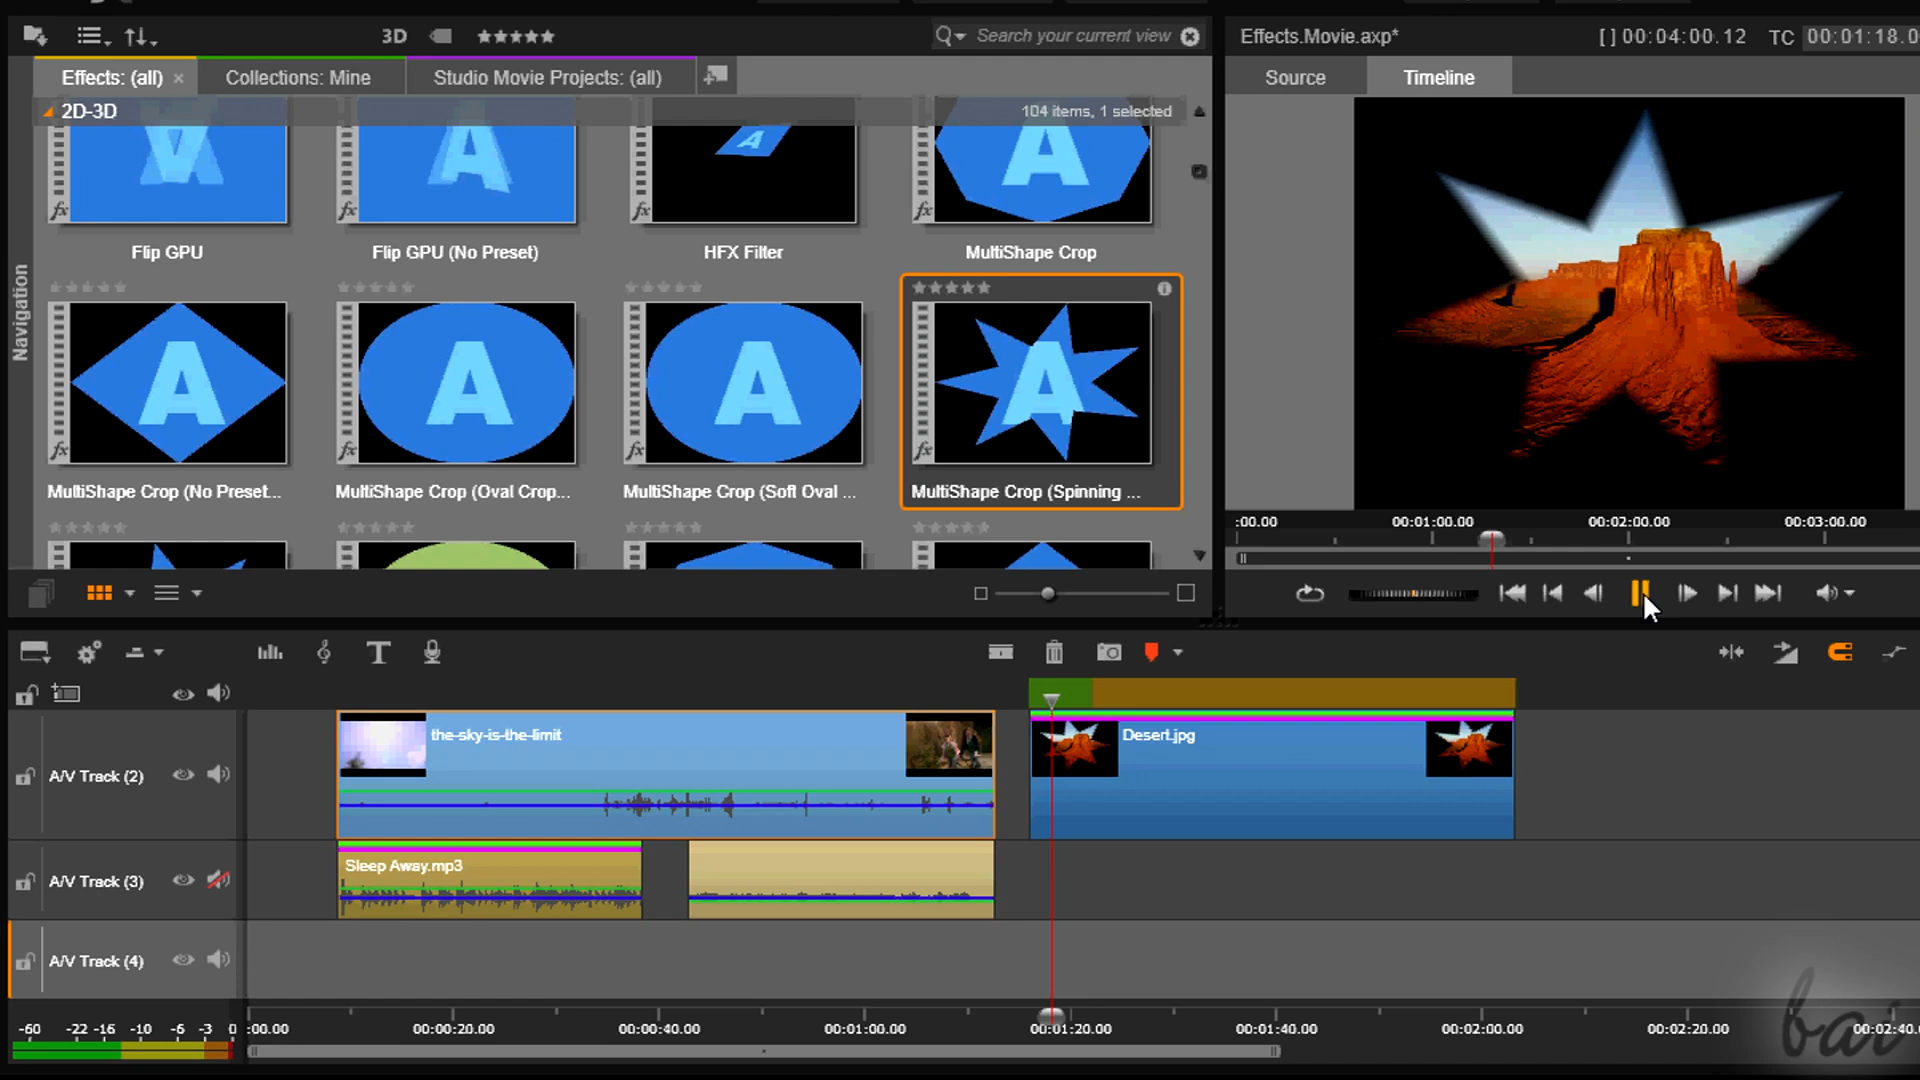 3D
Search your current view
Effects: (all)
Collections: Mine
Studio Movie Projects: (all)
2D-3D
104 items, 1 selected
Flip GPU
Flip GPU (No Preset)
HFX Filter
MultiShape Crop
Navigation
A
A
A
A
A
A
A
MultiShape Crop (No Preset...
MultiShape Crop (Oval Crop...
MultiShape Crop (Soft Oval ...
MultiShape Crop (Spinning ...
Effects.Movie.axp*
[ ] 00:04:00.12
TC 00:01:18.0
Source
Timeline
:00.00 00:01:00.00 00:02:00.00 00:03:00.00
A/V Track (2)
the-sky-is-the-limit
Desert.jpg
A/V Track (3)
Sleep Away.mp3
A/V Track (4)
-60 -22 -16 -10 -6 -3 0
:00.00 00:00:20.00 00:00:40.00 00:01:00.00 00:01:20.00 00:01:40.00 00:02:00.00 00:02:20.00 00:02:40.
bai